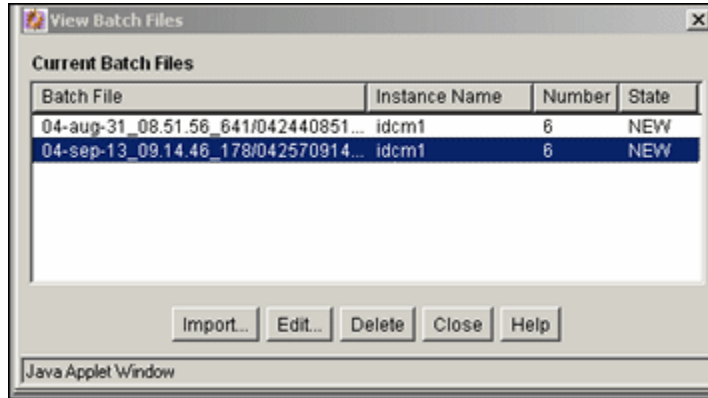 View Batch Files
Current Batch Files
Batch File Instance Name Number State
04-aug-31_08.51.56_641/042440851... idcm1 6 NEW
04-sep-13_09.14.46_178/042570914... idcm1 6 NEW
Import... Edit... Delete Close Help
Java Applet Window